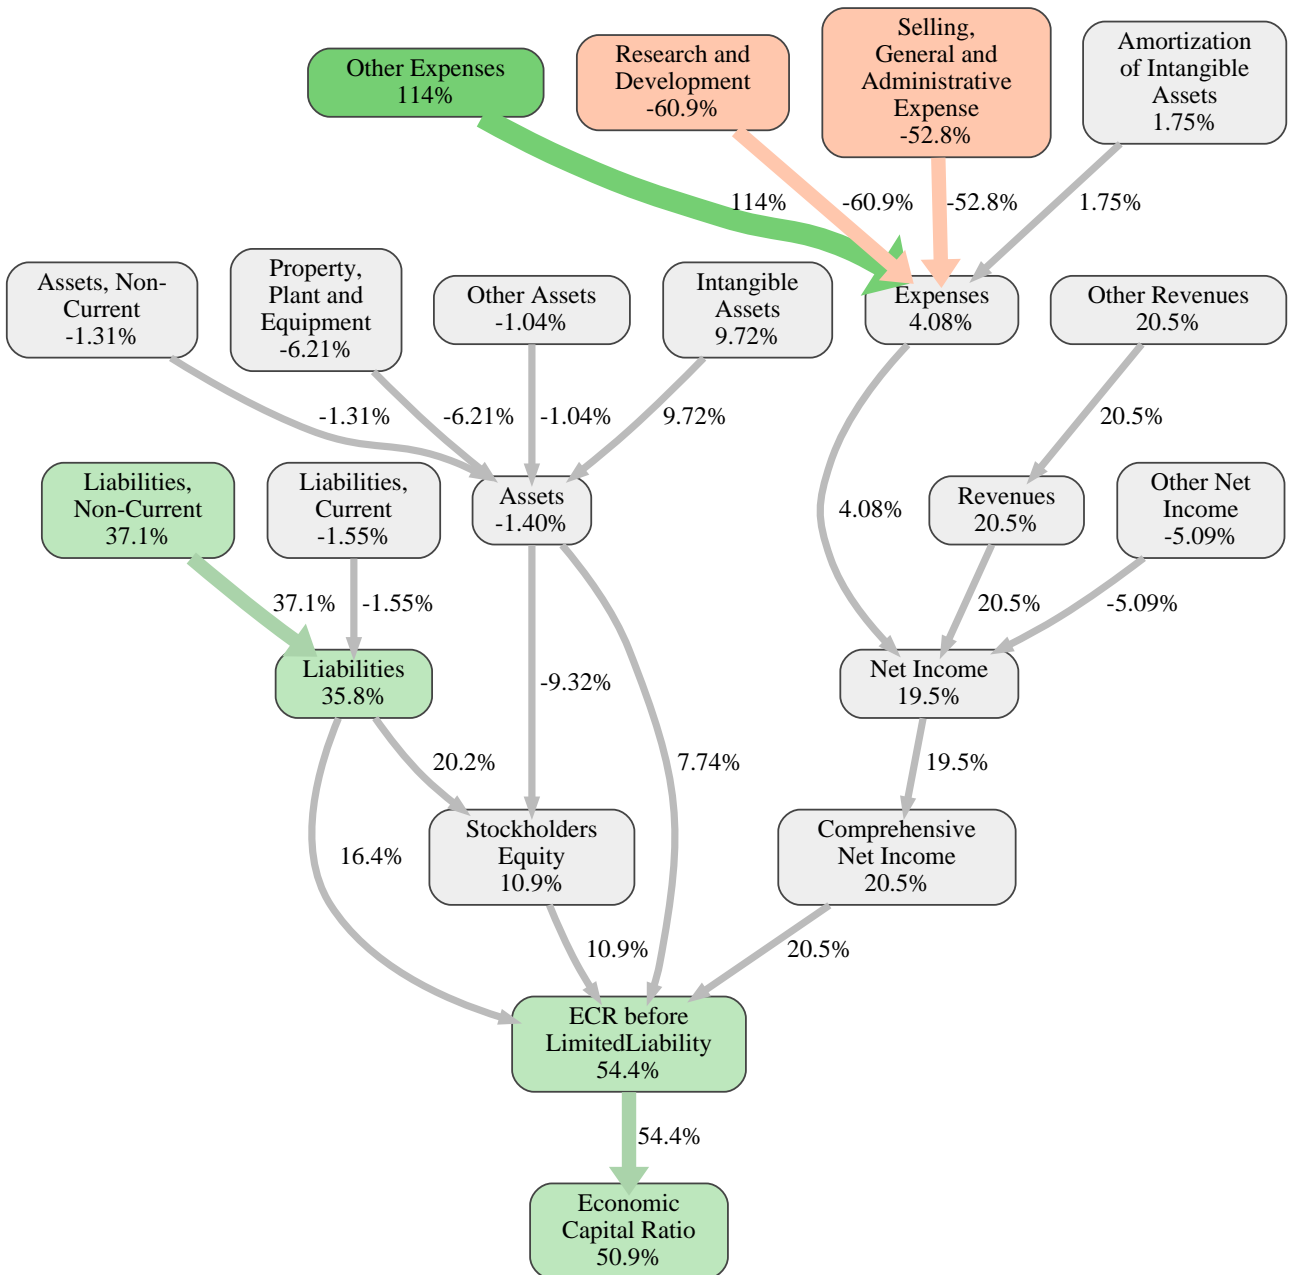 Other Expenses
114%
Research and
Development
-60.9%
Selling,
General and
Administrative
Expense
-52.8%
Amortization
of Intangible
Assets
1.75%
114%
-60.9%
-52.8%
1.75%
Assets, Non-
Current
-1.31%
Property,
Plant and
Equipment
-6.21%
Other Assets
-1.04%
Intangible
Assets
9.72%
Expenses
4.08%
Other Revenues
20.5%
-1.31%
-6.21%
-1.04%
9.72%
20.5%
Liabilities,
Non-Current
37.1%
Liabilities,
Current
-1.55%
Assets
-1.40%
4.08%
Revenues
20.5%
Other Net
Income
-5.09%
37.1%
-1.55%
20.5%
-5.09%
Liabilities
35.8%
-9.32%
Net Income
19.5%
20.2%
7.74%
19.5%
16.4%
Stockholders
Equity
10.9%
Comprehensive
Net Income
20.5%
10.9%
20.5%
ECR before
LimitedLiability
54.4%
54.4%
Economic
Capital Ratio
50.9%